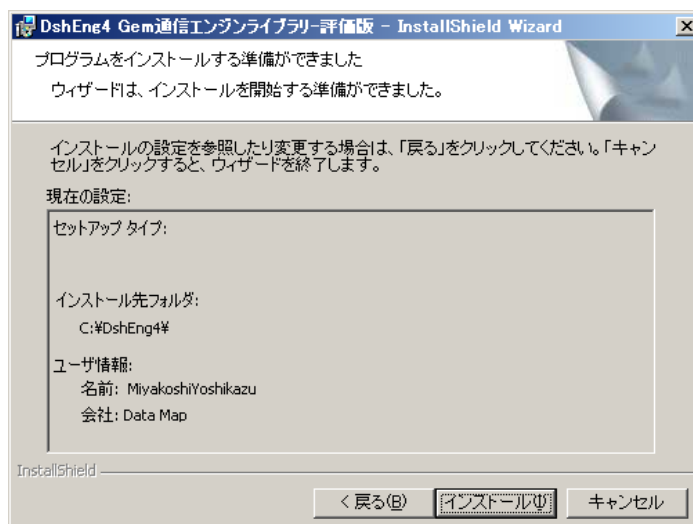 DshEng4 Gem通信エンジンライブラリー評価版 - InstallShield Wizard
プログラムをインストールする準備ができました
ウィザードは、インストールを開始する準備ができました。
インストールの設定を参照したり変更する場合は、「戻る」をクリックしてください。「キャン
セル」をクリックすると、ウィザードを終了します。
現在の設定:
セットアップ タイプ:
インストール先フォルダ:
C:¥DshEng4¥
ユーザ情報:
名前: MiyakoshiYoshikazu
会社: Data Map
InstallShield
< 戻る(B)
インストール(I)
キャンセル